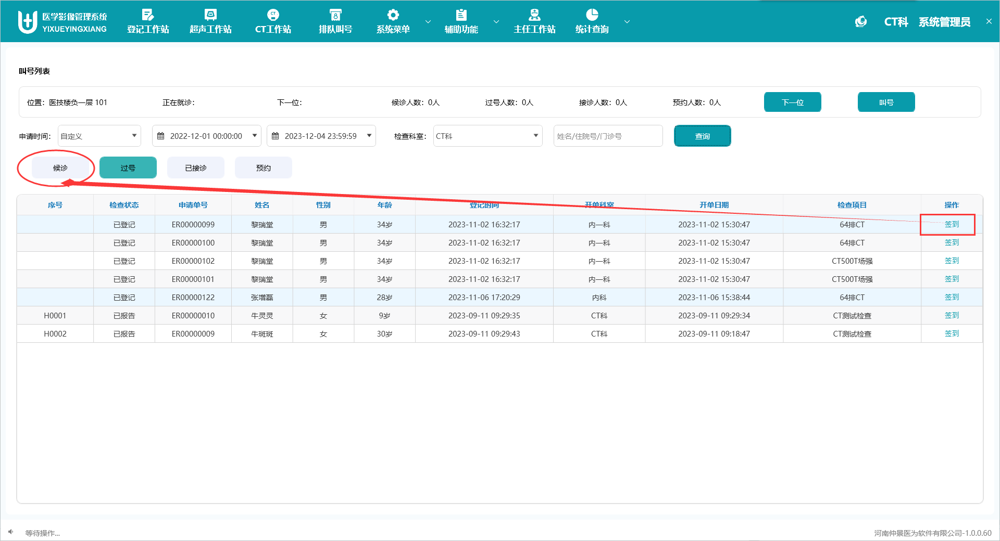 医学影像管理系统
YIXUEYINGXIANG
登记工作站
超声工作站
CT
CT工作站
排队叫号
系统菜单
辅助功能
主任工作站
统计查询
CT科 系统管理员
叫号列表
位置：医技楼负一层 101 正在就诊： 下一位： 候诊人数：0人 过号人数：0人 接诊人数：0人 预约人数：0人 下一位 叫号
申请时间： 自定义 2022-12-01 00:00:00 2023-12-04 23:59:59 检查科室： CT科 姓名/住院号/门诊号 查询
候诊 过号 已接诊 预约
序号 检查状态 申请单号 姓名 性别 年龄 登记时间 开单科室 开单日期 检查项目 操作
已登记 ER00000099 黎瑞堂 男 34岁 2023-11-02 16:32:17 内一科 2023-11-02 15:30:47 64排CT 签到
已登记 ER00000100 黎瑞堂 男 34岁 2023-11-02 16:32:17 内一科 2023-11-02 15:30:47 64排CT 签到
已登记 ER00000102 黎瑞堂 男 34岁 2023-11-02 16:32:17 内一科 2023-11-02 15:30:47 CT500T场强 签到
已登记 ER00000101 黎瑞堂 男 34岁 2023-11-02 16:32:17 内一科 2023-11-02 15:30:47 CT500T场强 签到
已登记 ER00000122 张增磊 男 28岁 2023-11-06 17:20:29 内科 2023-11-06 15:38:44 64排CT 签到
H0001 已报告 ER00000010 牛灵灵 女 9岁 2023-09-11 09:29:35 CT科 2023-09-11 09:29:34 CT测试检查 签到
H0002 已报告 ER00000009 牛斑斑 女 30岁 2023-09-11 09:29:43 CT科 2023-09-11 09:18:47 CT测试检查 签到
等待操作...
河南仲景医为软件有限公司-1.0.0.60